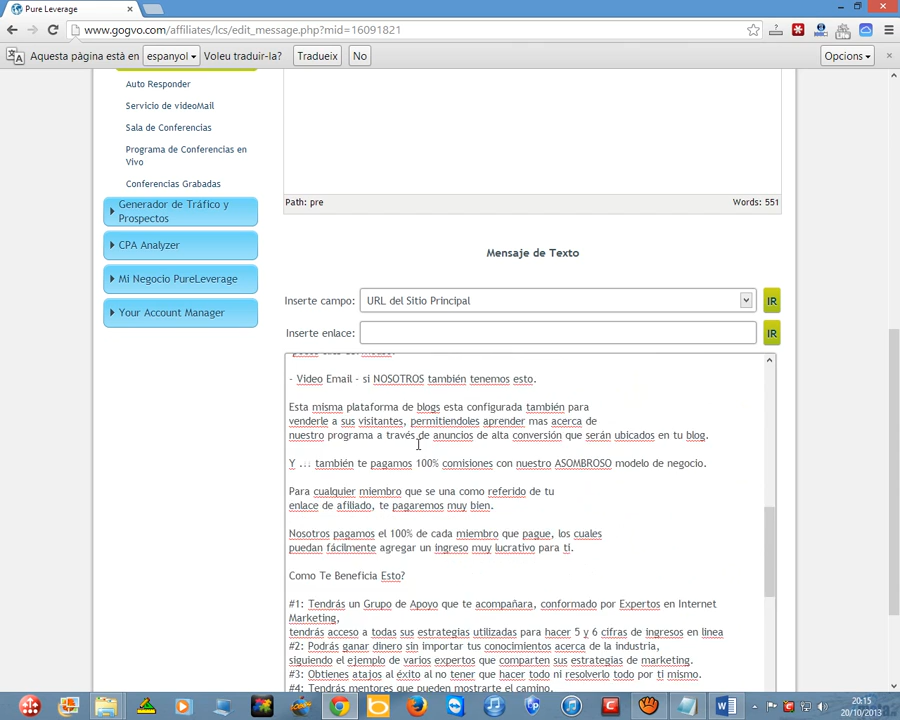 Pure Leverage
www.gogvo.com/affiliates/lcs/edit_message.php?mid=16091821
Aquesta pàgina està en espanyol Voleu traduir-la? Tradueix No Opcions
Auto Responder
Servicio de videoMail
Sala de Conferencias
Programa de Conferencias en
Vivo
Conferencias Grabadas
Generador de Tráfico y
Prospectos
CPA Analyzer
Mi Negocio PureLeverage
Your Account Manager
Path: pre Words: 551
Mensaje de Texto
Inserte campo: URL del Sitio Principal IR
Inserte enlace: IR
- Video Email - si NOSOTROS también tenemos esto.
Esta misma plataforma de blogs esta configurada también para
venderle a sus visitantes, permitiendoles aprender mas acerca de
nuestro programa a través de anuncios de alta conversión que serán ubicados en tu blog.
Y ... también te pagamos 100% comisiones con nuestro ASOMBROSO modelo de negocio.
Para cualquier miembro que se una como referido de tu
enlace de afiliado, te pagaremos muy bien.
Nosotros pagamos el 100% de cada miembro que pague, los cuales
puedan fácilmente agregar un ingreso muy lucrativo para ti.
Como Te Beneficia Esto?
#1: Tendrás un Grupo de Apoyo que te acompañara, conformado por Expertos en Internet
Marketing,
tendrás acceso a todas sus estrategias utilizadas para hacer 5 y 6 cifras de ingresos en linea
#2: Podrás ganar dinero sin importar tus conocimientos acerca de la industria,
siguiendo el ejemplo de varios expertos que comparten sus estrategias de marketing.
#3: Obtienes atajos al éxito al no tener que hacer todo ni resolverlo todo por ti mismo.
#4: Tendrás mentores que pueden mostrarte el camino.
20:15
20/10/2013